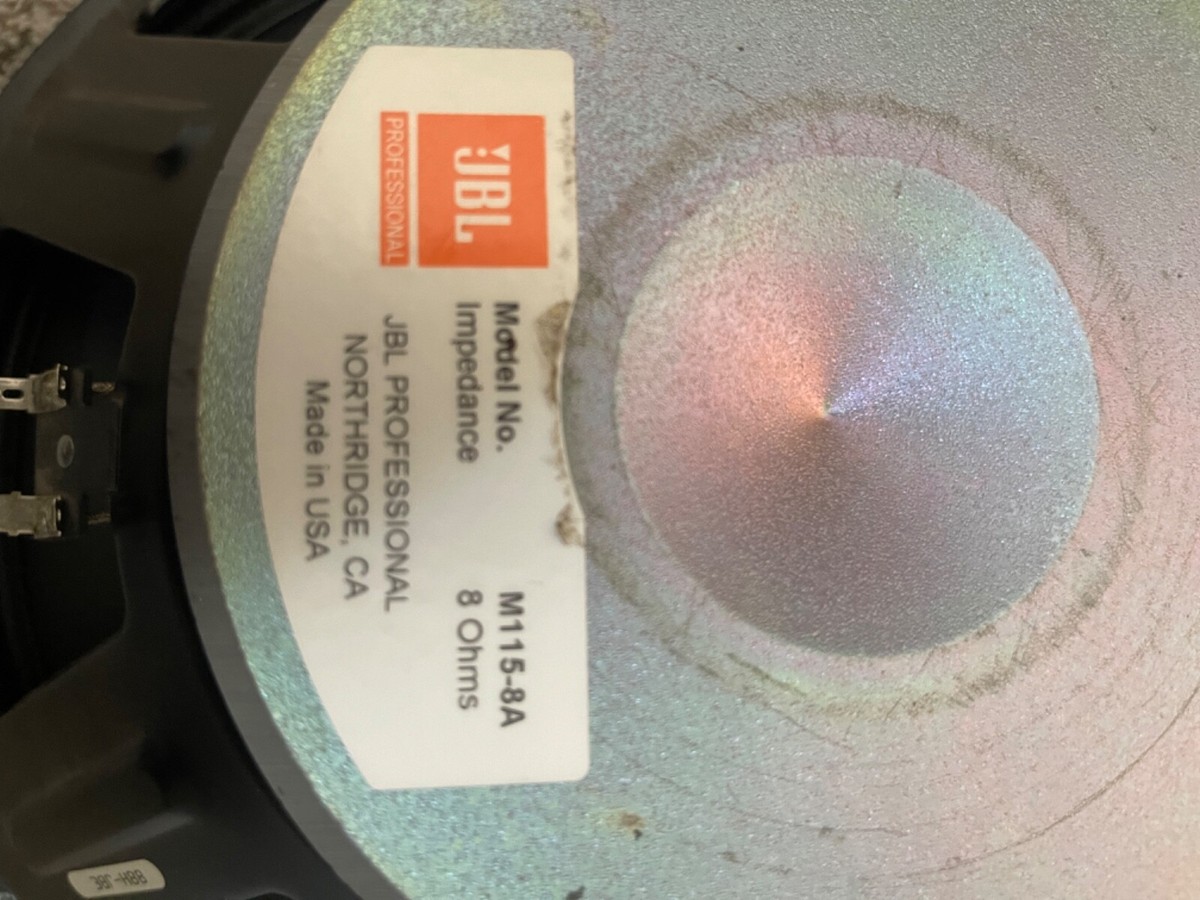 JBL
PROFESSIONAL
Model No. M115-8A
Impedance 8 Ohms
JBL PROFESSIONAL
NORTHRIDGE, CA
Made in USA